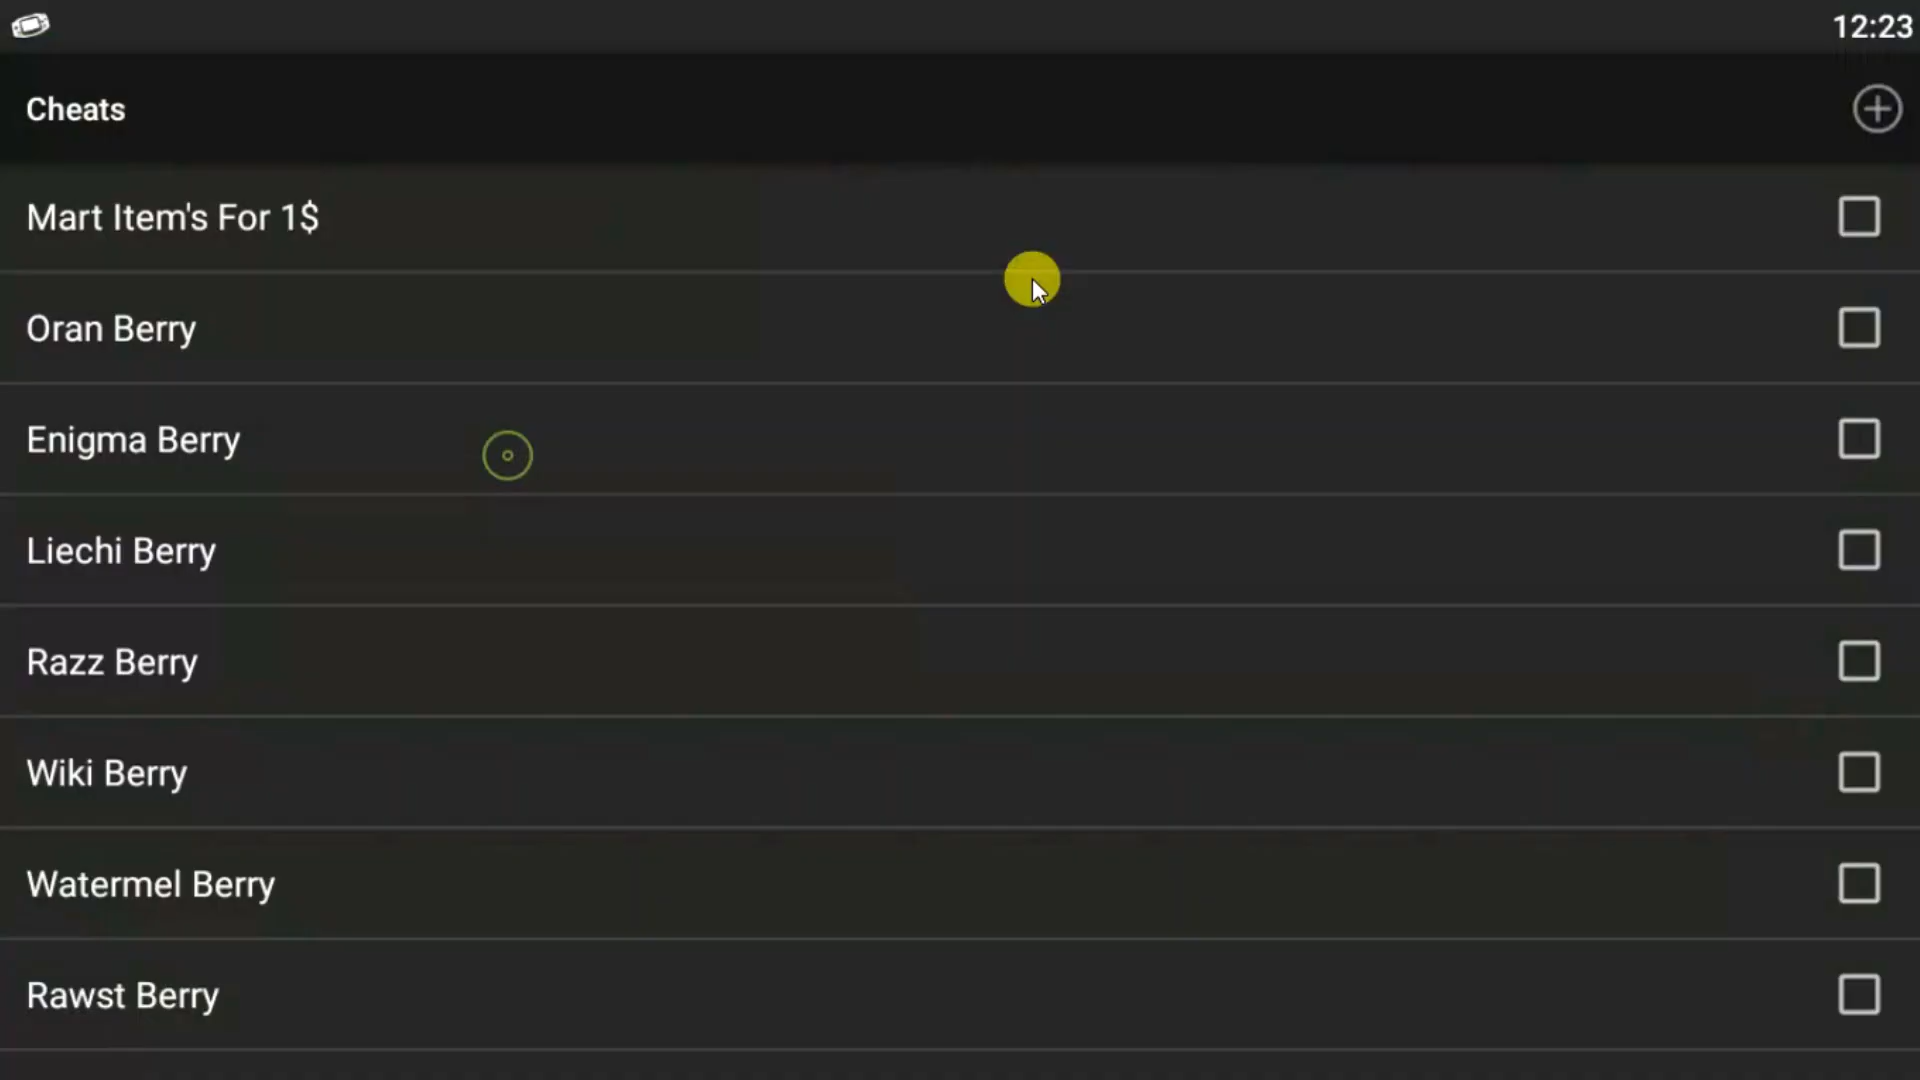 12:23
Cheats
Mart Item's For 1$
Oran Berry
Enigma Berry
Liechi Berry
Razz Berry
Wiki Berry
Watermel Berry
Rawst Berry